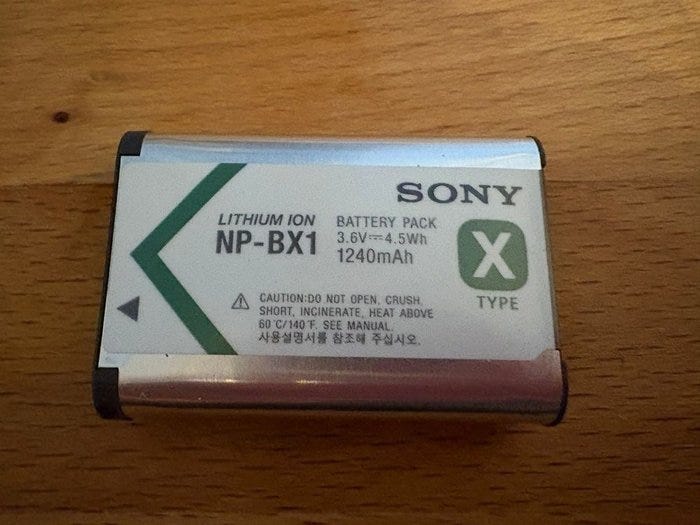 SONY
LITHIUM ION
NP-BX1
BATTERY PACK
3.6V⎓4.5Wh
1240mAh
X
TYPE
⚠ CAUTION:DO NOT OPEN, CRUSH,
SHORT, INCINERATE, HEAT ABOVE
60°C/140°F. SEE MANUAL.
사용설명서를 참조해 주십시오.